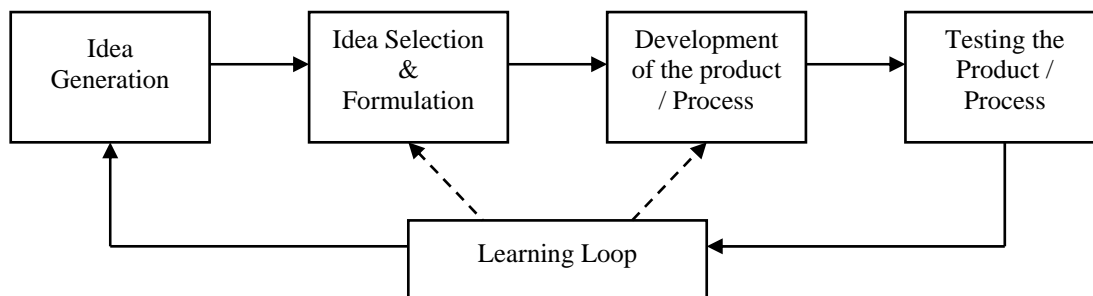 Idea
Generation
Idea Selection
&
Formulation
Development
of the product
/ Process
Testing the
Product /
Process
Learning Loop